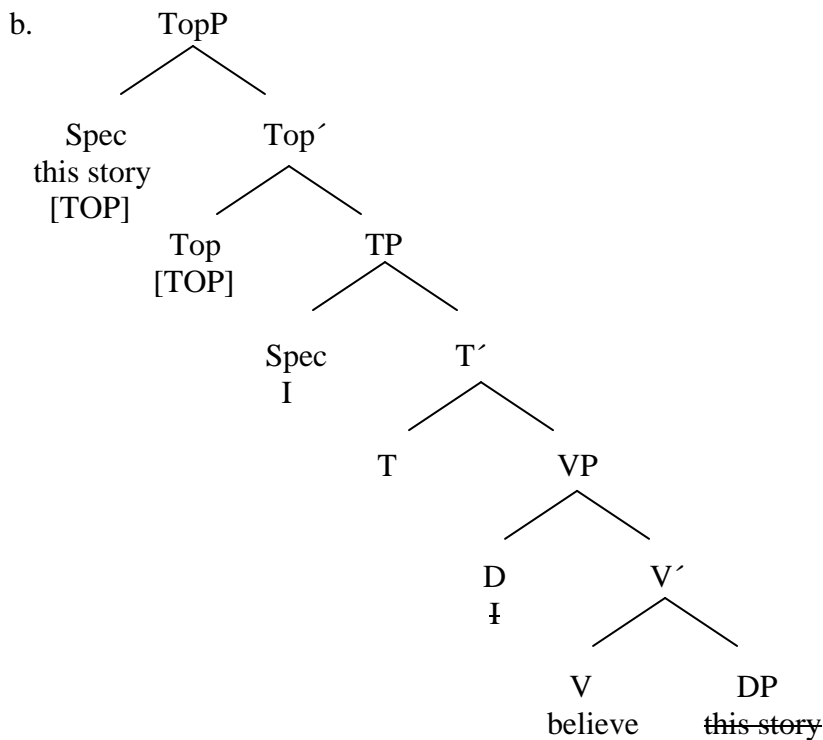 b. TopP
Spec Top´
this story
[TOP]
Top TP
[TOP]
Spec T´
I
T VP
D V´
I
V DP
believe this story